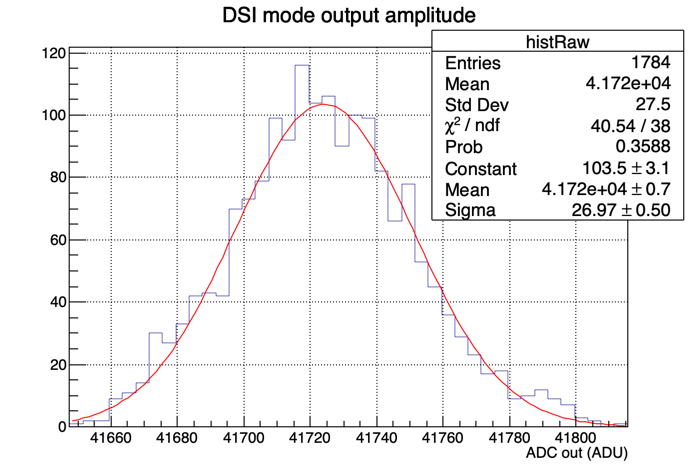 DSI mode output amplitude
histRaw
Entries 1784
Mean 4.172e+04
Std Dev 27.5
χ² / ndf 40.54 / 38
Prob 0.3588
Constant 103.5 ± 3.1
Mean 4.172e+04 ± 0.7
Sigma 26.97 ± 0.50
120
100
80
60
40
20
0
41660 41680 41700 41720 41740 41760 41780 41800
ADC out (ADU)